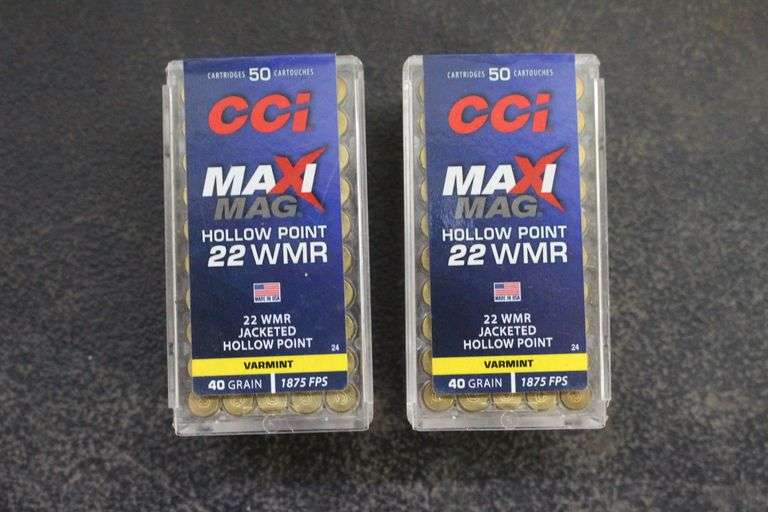 CARTRIDGES 50 CARTOUCHES
CCi
MAXI
MAG
HOLLOW POINT
22 WMR
MADE IN USA
22 WMR
JACKETED
HOLLOW POINT
24
VARMINT
40 GRAIN 1875 FPS
CARTRIDGES 50 CARTOUCHES
CCi
MAXI
MAG
HOLLOW POINT
22 WMR
MADE IN USA
22 WMR
JACKETED
HOLLOW POINT
24
VARMINT
40 GRAIN 1875 FPS